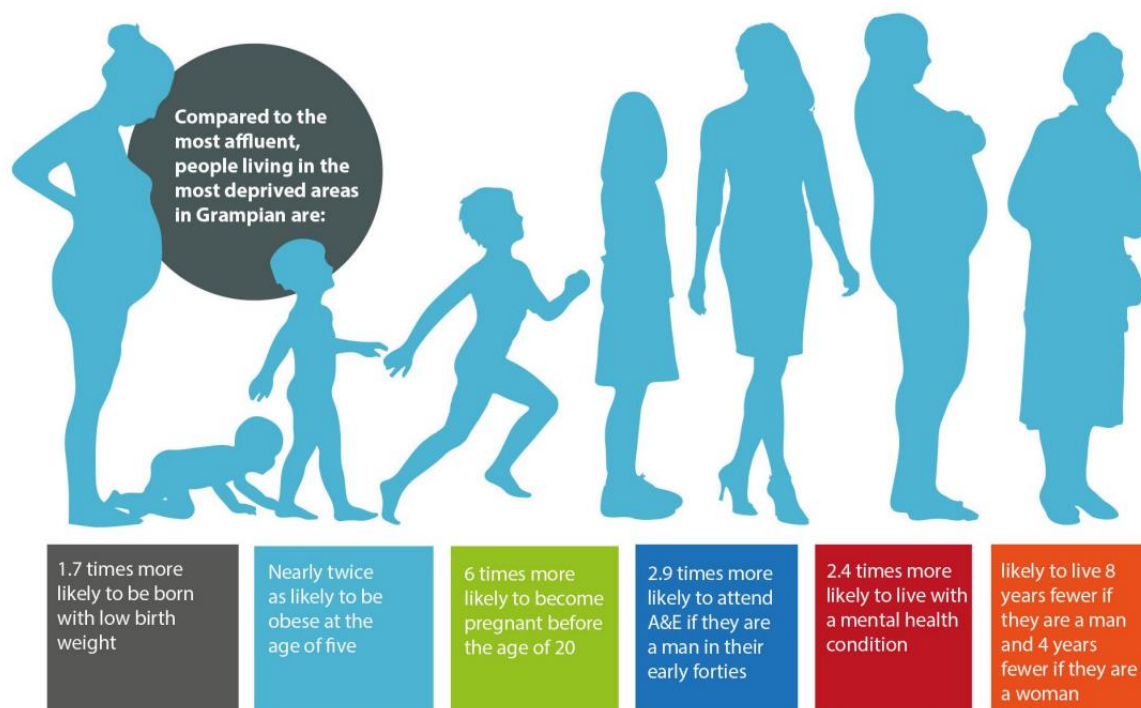 Compared to the
most affluent,
people living in the
most deprived areas
in Grampian are:
1.7 times more
likely to be born
with low birth
weight
Nearly twice
as likely to be
obese at the
age of five
6 times more
likely to become
pregnant before
the age of 20
2.9 times more
likely to attend
A&E if they are
a man in their
early forties
2.4 times more
likely to live with
a mental health
condition
likely to live 8
years fewer if
they are a man
and 4 years
fewer if they are
a woman